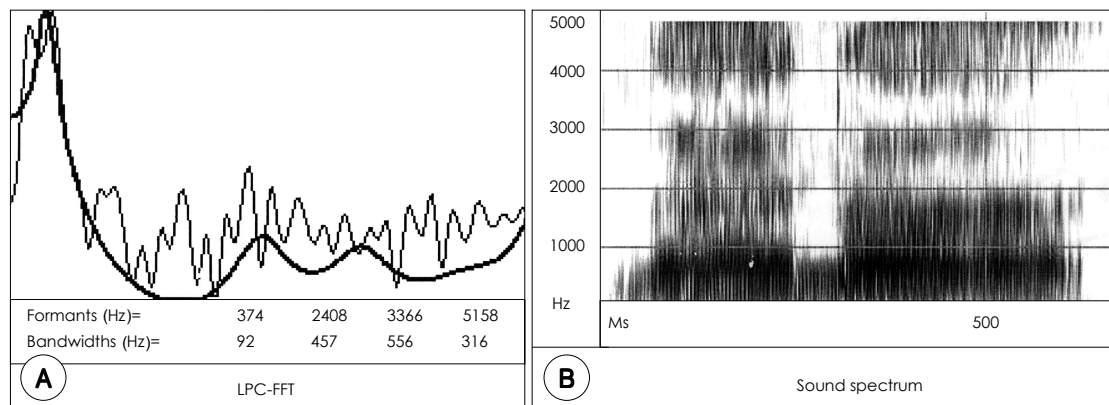 Formants (Hz)= 374 2408 3366 5158
Bandwidths (Hz)= 92 457 556 316
A
LPC-FFT
5000
4000
3000
2000
1000
Hz
Ms 500
B
Sound spectrum